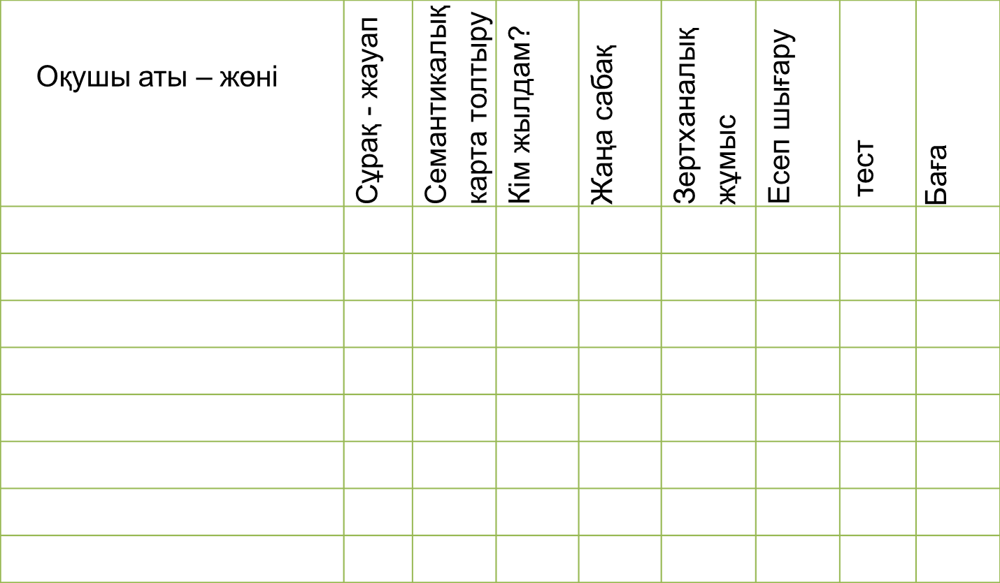 Оқушы аты – жөні
Сұрақ - жауап
Семантикалық
карта толтыру
Кім жылдам?
Жаңа сабақ
Зертханалық
жұмыс
Есеп шығару
тест
Баға